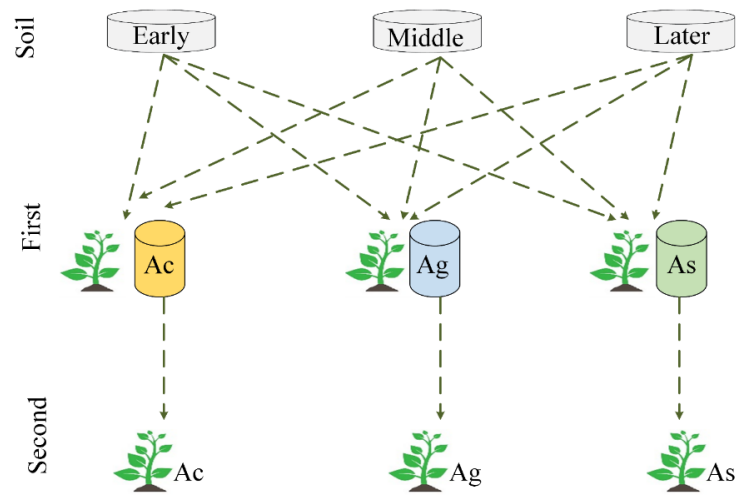 Soil
Early
Middle
Later
First
Ac
Ag
As
Second
Ac
Ag
As